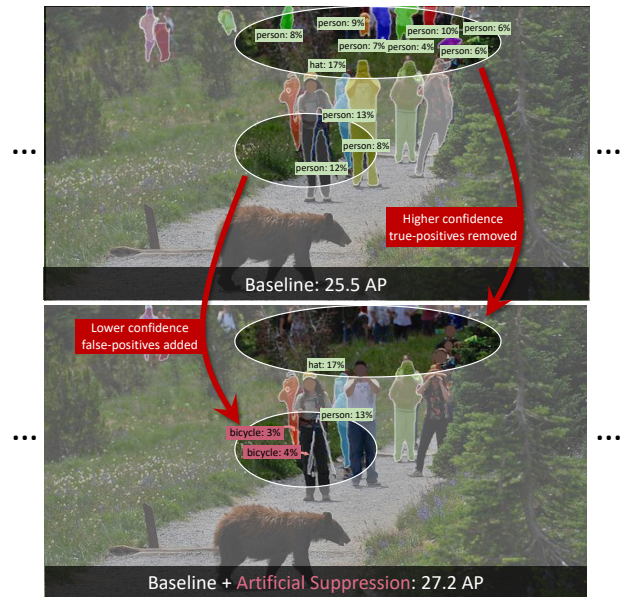 person: 9%
person: 8%
person: 10%
person: 6%
person: 7%
person: 4%
person: 6%
hat: 17%
person: 13%
person: 8%
person: 12%
...
...
Higher confidence
true-positives removed
Baseline: 25.5 AP
Lower confidence
false-positives added
hat: 17%
person: 13%
bicycle: 3%
bicycle: 4%
...
...
Baseline + Artificial Suppression: 27.2 AP